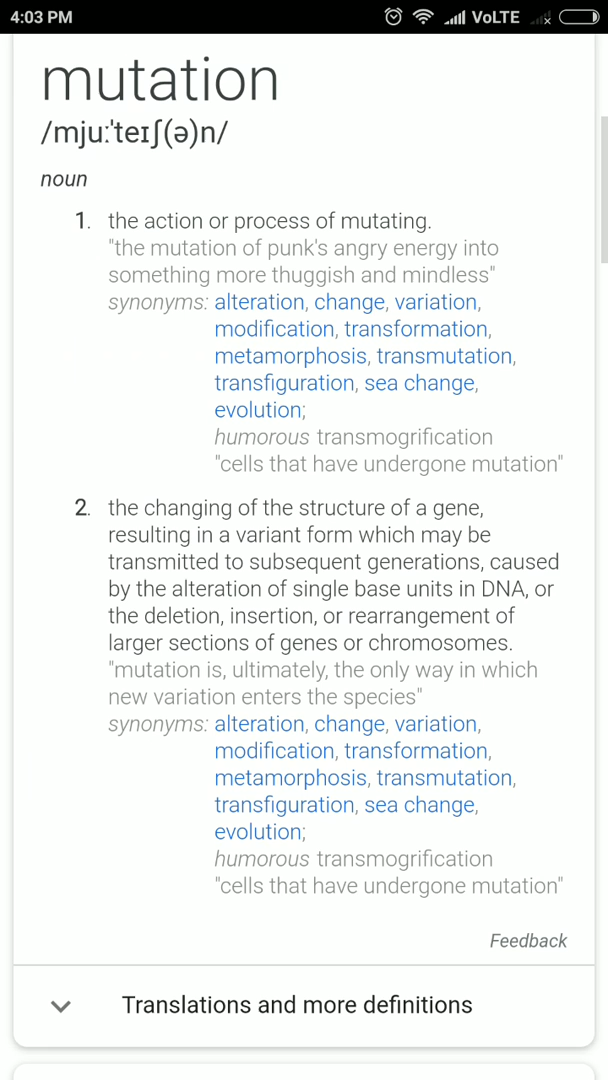 4:03 PM VoLTE
mutation
/mjuːˈteɪʃ(ə)n/
noun
1. the action or process of mutating.
"the mutation of punk's angry energy into
something more thuggish and mindless"
synonyms: alteration, change, variation,
modification, transformation,
metamorphosis, transmutation,
transfiguration, sea change,
evolution;
humorous transmogrification
"cells that have undergone mutation"
2. the changing of the structure of a gene,
resulting in a variant form which may be
transmitted to subsequent generations, caused
by the alteration of single base units in DNA, or
the deletion, insertion, or rearrangement of
larger sections of genes or chromosomes.
"mutation is, ultimately, the only way in which
new variation enters the species"
synonyms: alteration, change, variation,
modification, transformation,
metamorphosis, transmutation,
transfiguration, sea change,
evolution;
humorous transmogrification
"cells that have undergone mutation"
Feedback
Translations and more definitions